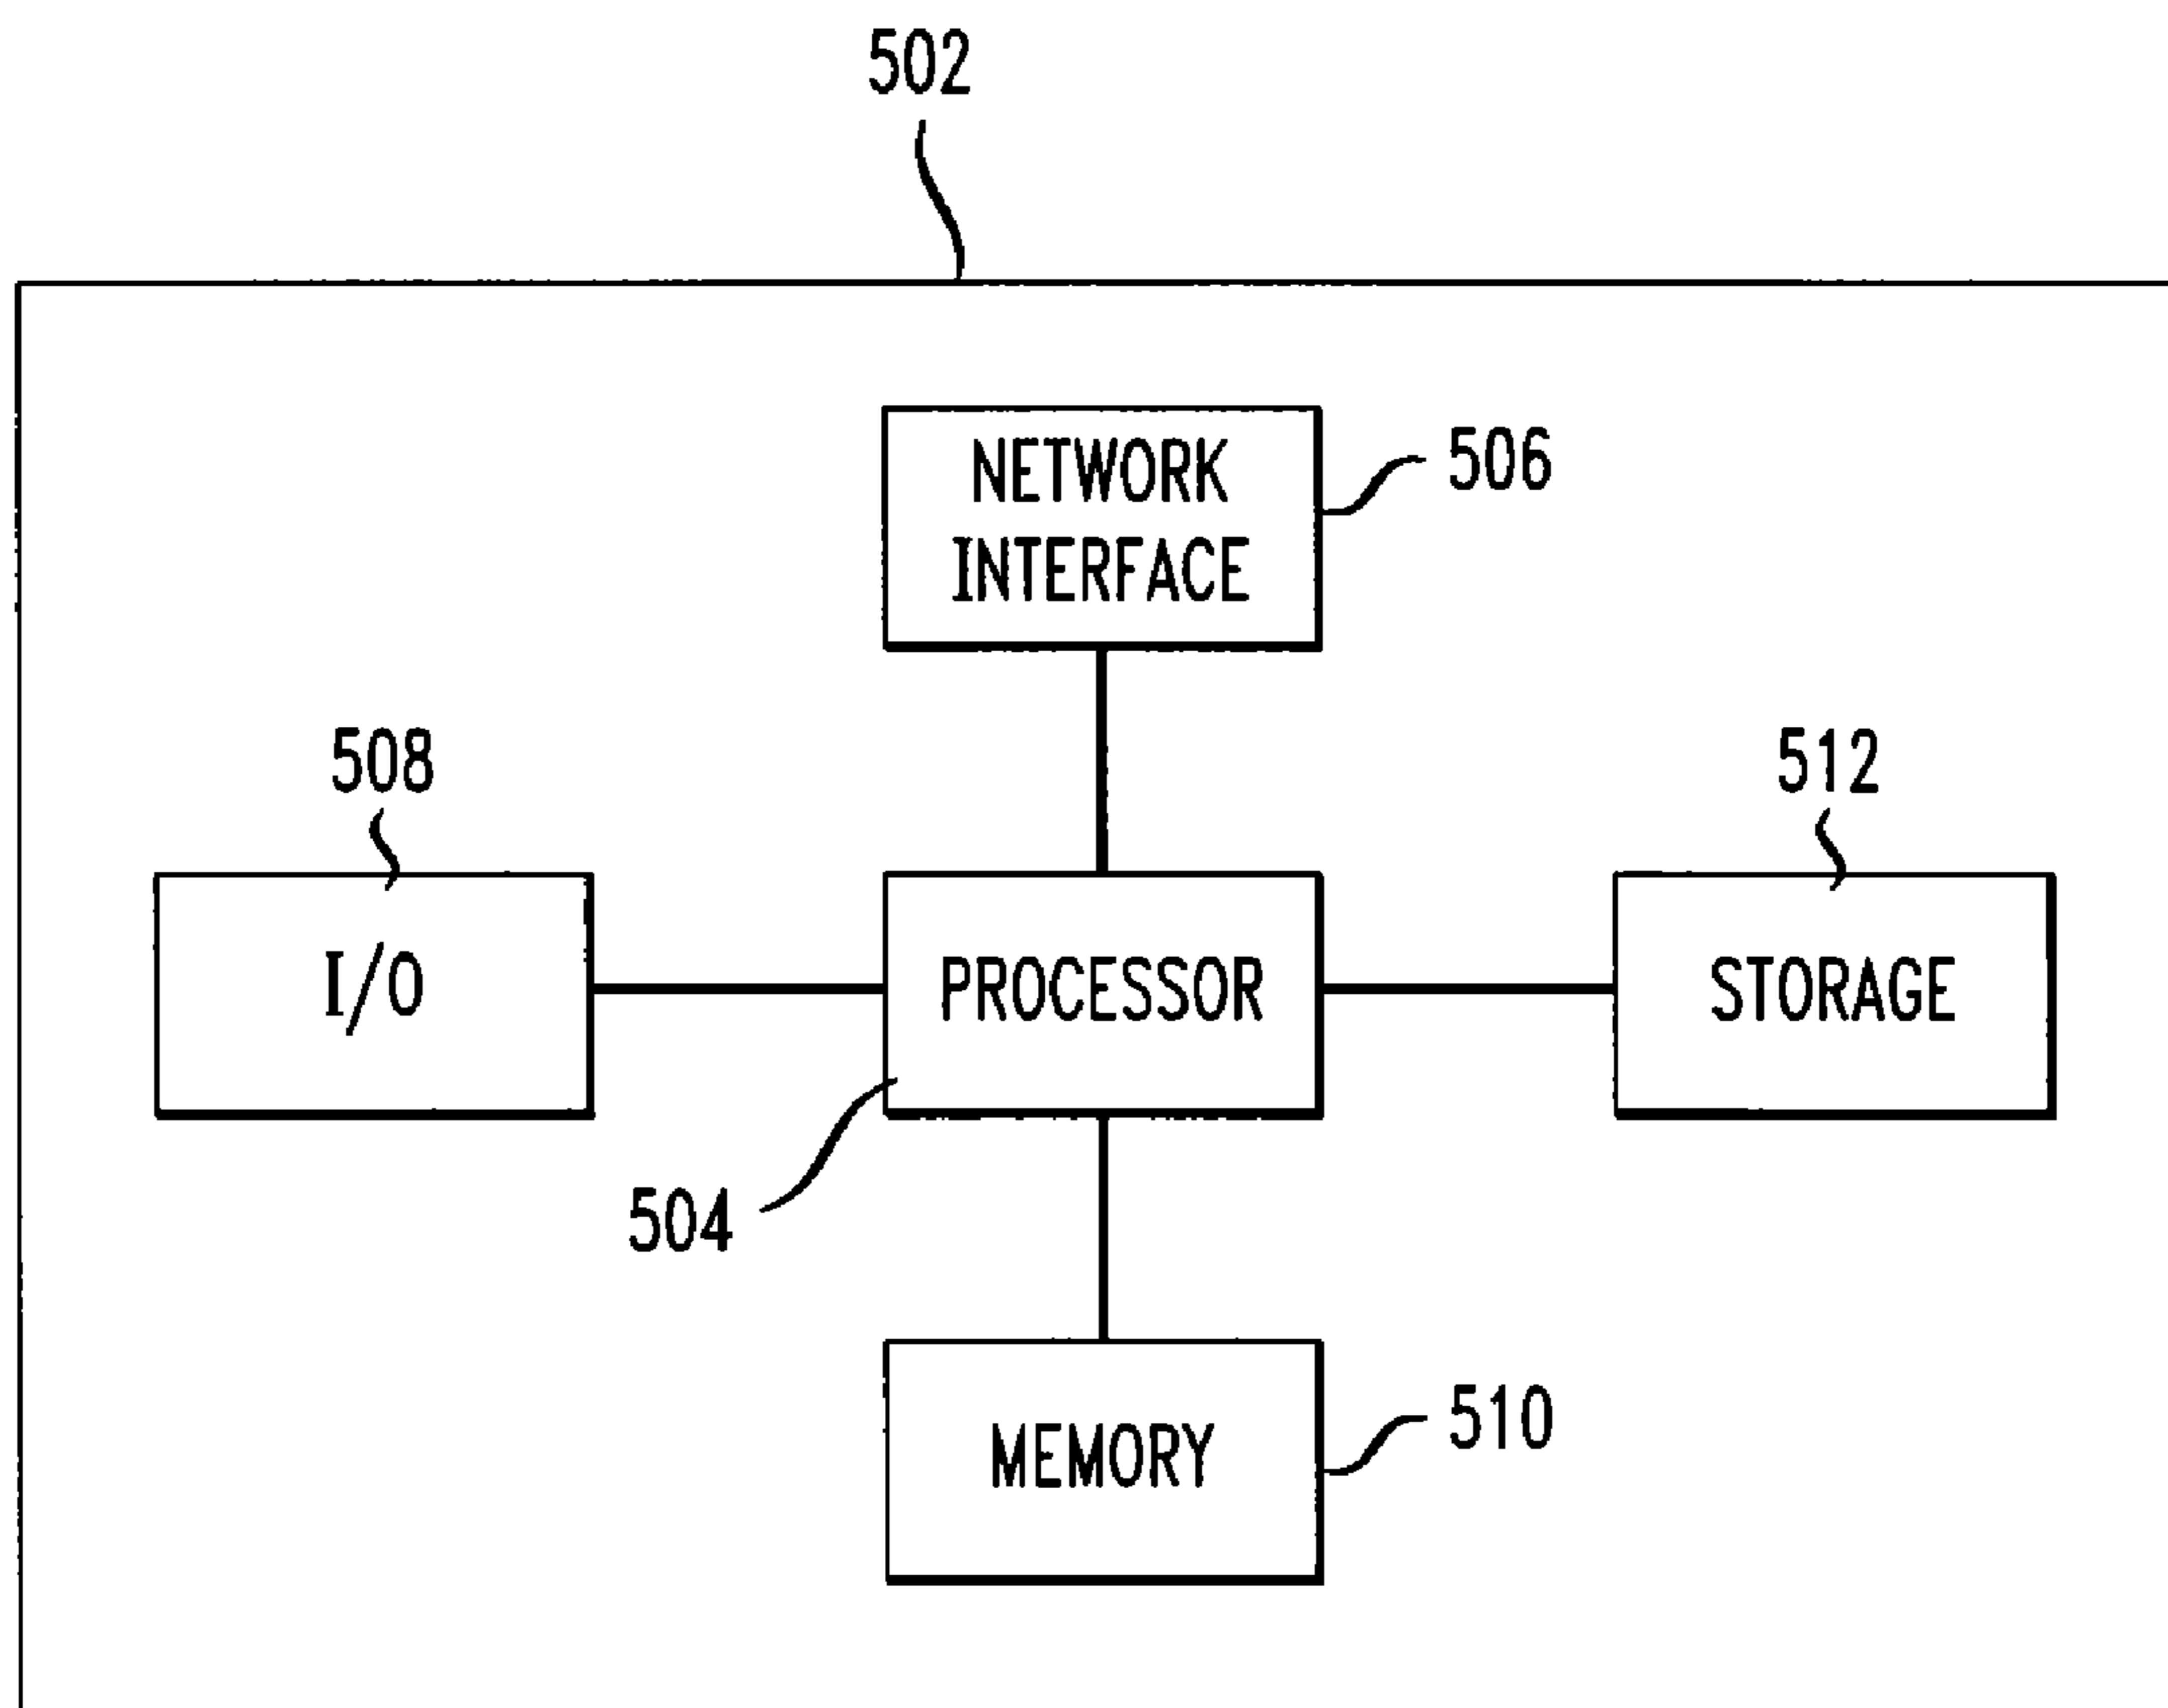 502
NETWORK
INTERFACE
506
508
512
I/O
PROCESSOR
STORAGE
504
MEMORY
510